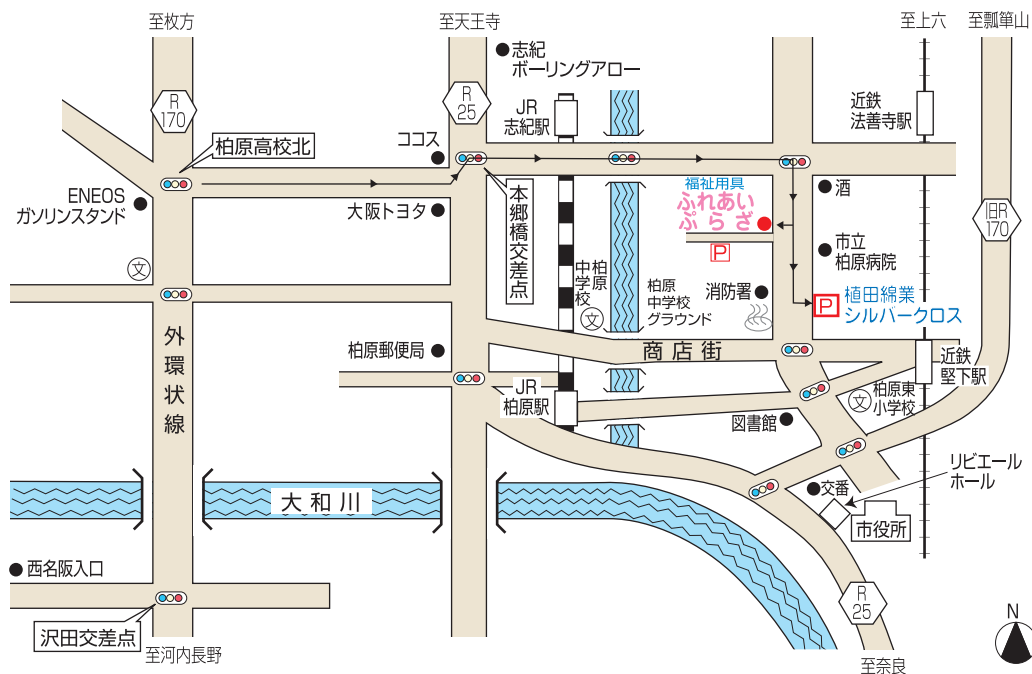 至枚方
至天王寺
至上六
至瓢箪山
志紀
ボーリングアロー
R
170
R
25
JR
志紀駅
近鉄
法善寺駅
柏原高校北
ココス
ENEOS
ガソリンスタンド
大阪トヨタ
本郷橋交差点
福祉用具
ふれあい
ぷらざ
P
酒
市立
柏原病院
旧R
170
文
柏原
中学校
文
柏原
中学校
グラウンド
消防署
P
植田綿業
シルバークロス
外環状線
柏原郵便局
商店街
近鉄
堅下駅
JR
柏原駅
文
柏原東
小学校
図書館
リビエール
ホール
交番
市役所
大和川
西名阪入口
R
25
沢田交差点
至河内長野
至奈良
N